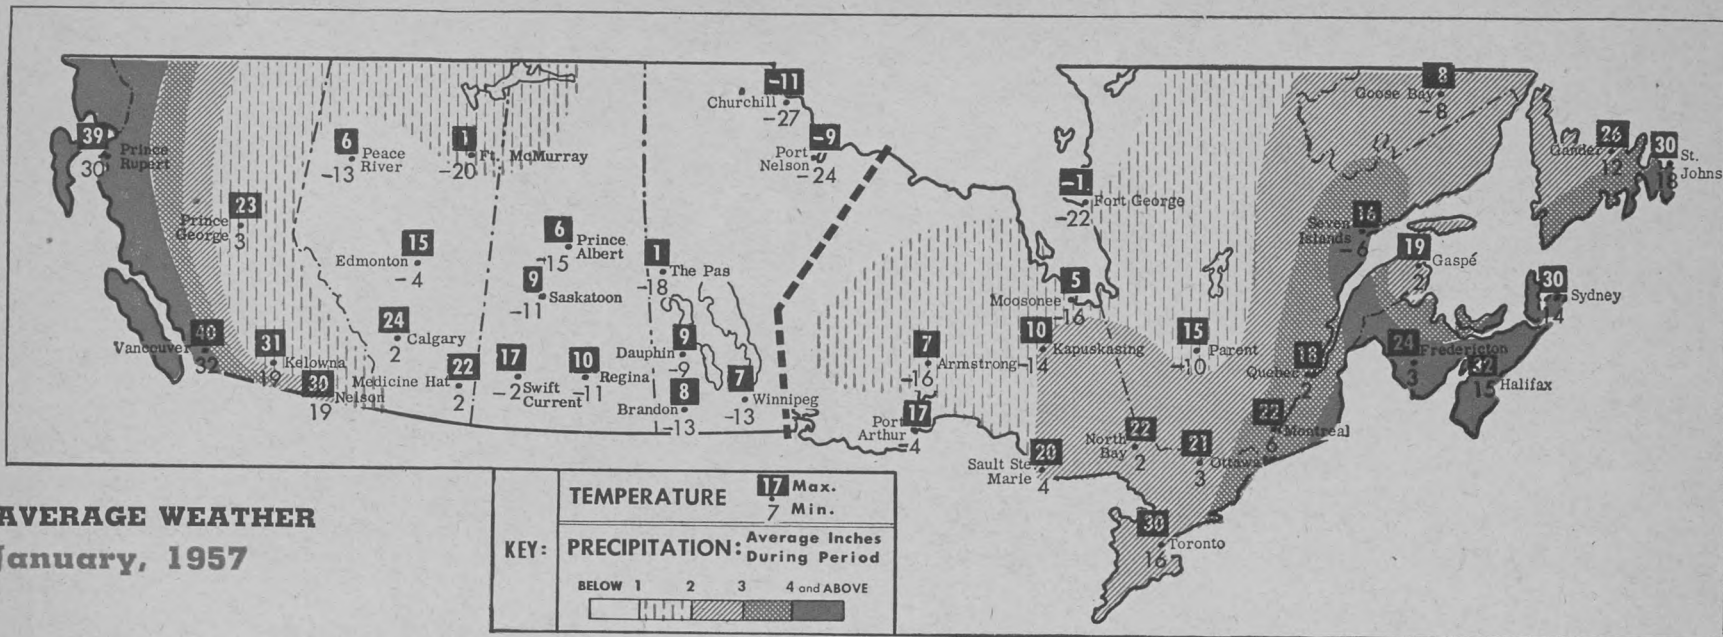 39
Prince
Rupert
30
6
Peace
River
-13
1
Ft. McMurray
-20
-11
Churchill
-27
-9
Port
Nelson
-24
23
Prince
George
3
15
Edmonton
-4
6
Prince
Albert
-15
9
Saskatoon
-11
1
The Pas
-18
40
Vancouver
32
31
Kelowna
19
30
Nelson
19
24
Calgary
2
22
Medicine Hat
2
17
-2
Swift
Current
10
Regina
-11
9
Dauphin
-9
8
Brandon
-13
7
Winnipeg
-13
-1
Fort George
-22
5
Moosonee
-16
7
Armstrong
-16
10
Kapuskasing
-14
15
Parent
-10
17
Port
Arthur
-4
20
Sault Ste.
Marie
4
22
North
Bay
2
21
Ottawa
3
30
Toronto
16
22
Montreal
6
18
Quebec
2
8
Goose Bay
-8
16
Seven
Islands
-6
19
Gaspé
2
26
Gander
12
30
St.
Johns
18
30
Sydney
14
24
Fredericton
3
32
Halifax
15
AVERAGE WEATHER
January, 1957
KEY:
TEMPERATURE
17 Max.
7 Min.
PRECIPITATION: Average Inches
During Period
BELOW 1 2 3 4 and ABOVE